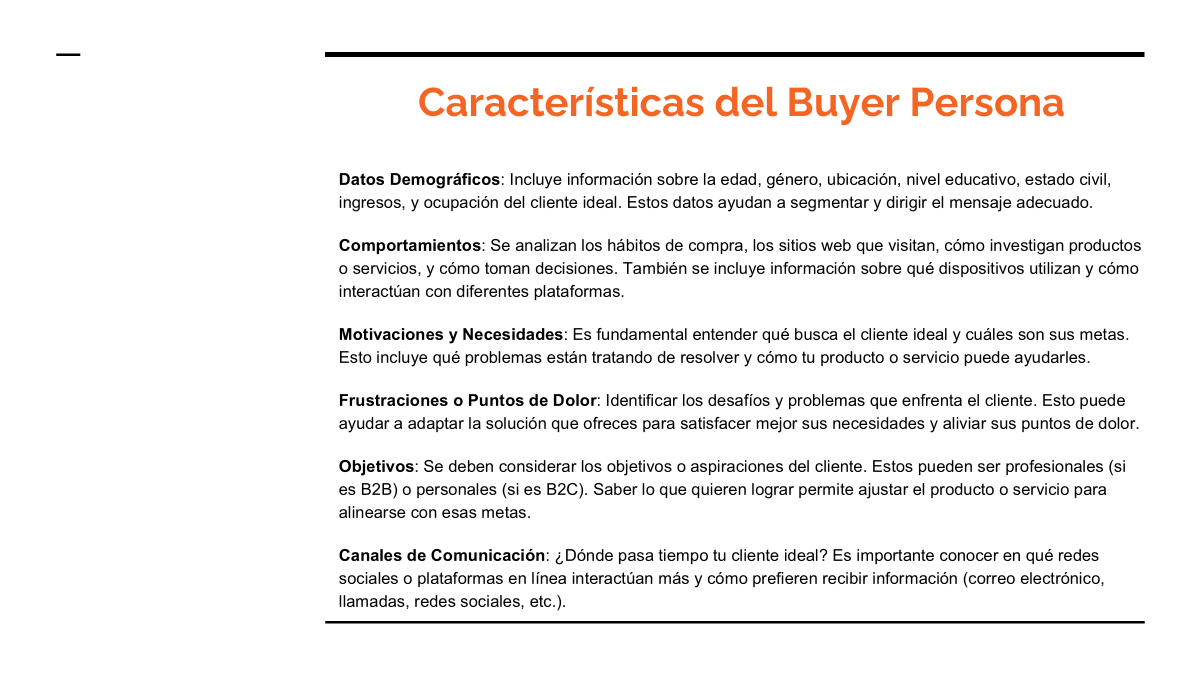 Características del Buyer Persona
Datos Demográficos: Incluye información sobre la edad, género, ubicación, nivel educativo, estado civil,
ingresos, y ocupación del cliente ideal. Estos datos ayudan a segmentar y dirigir el mensaje adecuado.
Comportamientos: Se analizan los hábitos de compra, los sitios web que visitan, cómo investigan productos
o servicios, y cómo toman decisiones. También se incluye información sobre qué dispositivos utilizan y cómo
interactúan con diferentes plataformas.
Motivaciones y Necesidades: Es fundamental entender qué busca el cliente ideal y cuáles son sus metas.
Esto incluye qué problemas están tratando de resolver y cómo tu producto o servicio puede ayudarles.
Frustraciones o Puntos de Dolor: Identificar los desafíos y problemas que enfrenta el cliente. Esto puede
ayudar a adaptar la solución que ofreces para satisfacer mejor sus necesidades y aliviar sus puntos de dolor.
Objetivos: Se deben considerar los objetivos o aspiraciones del cliente. Estos pueden ser profesionales (si
es B2B) o personales (si es B2C). Saber lo que quieren lograr permite ajustar el producto o servicio para
alinearse con esas metas.
Canales de Comunicación: ¿Dónde pasa tiempo tu cliente ideal? Es importante conocer en qué redes
sociales o plataformas en línea interactúan más y cómo prefieren recibir información (correo electrónico,
llamadas, redes sociales, etc.).